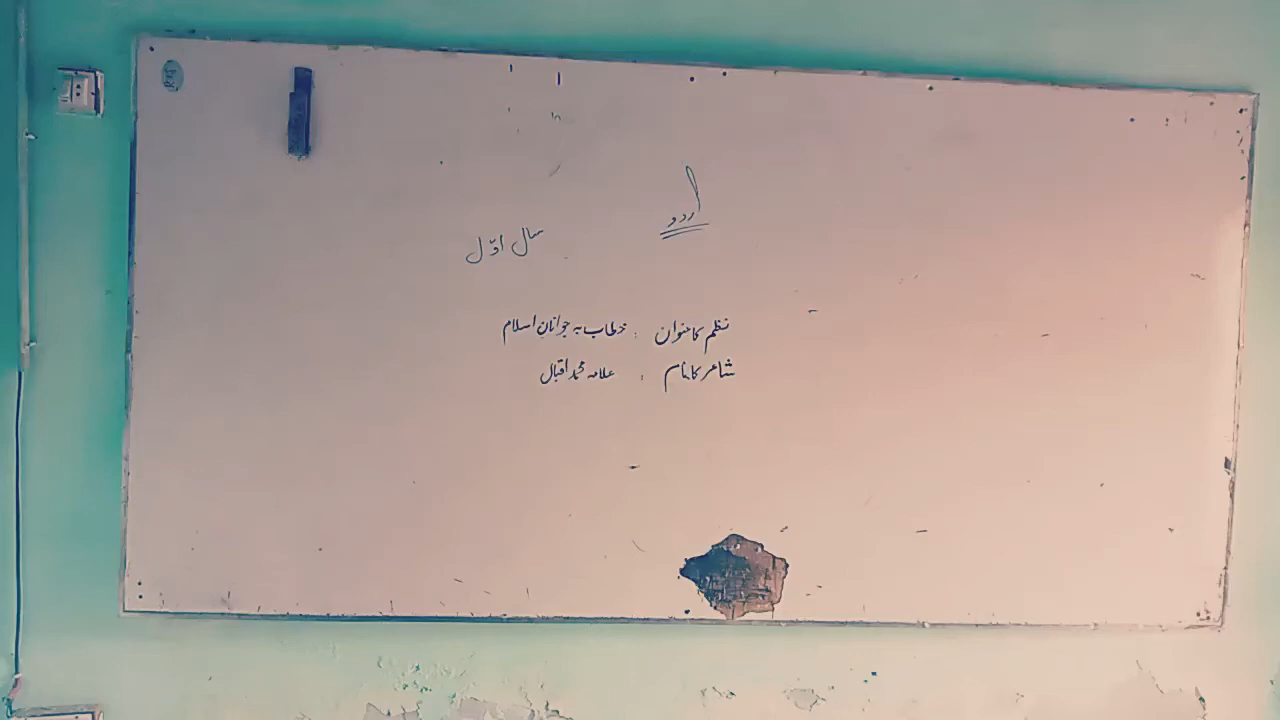 اردو
سال اوّل
نظم کا عنوان : خطاب بہ جوانانِ اسلام
شاعر کا نام : علامہ محمد اقبال